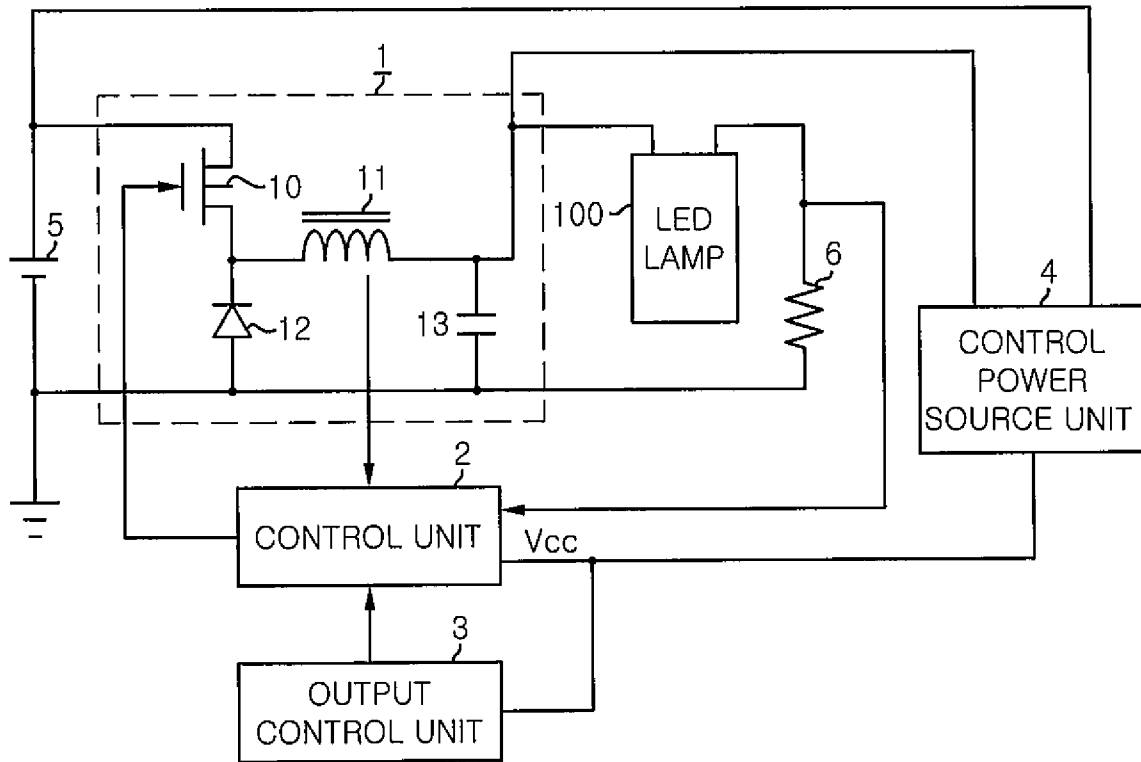 1
11
10
5
100
LED
LAMP
6
4
CONTROL
POWER
SOURCE UNIT
12
13
2
CONTROL UNIT
Vcc
3
OUTPUT
CONTROL UNIT